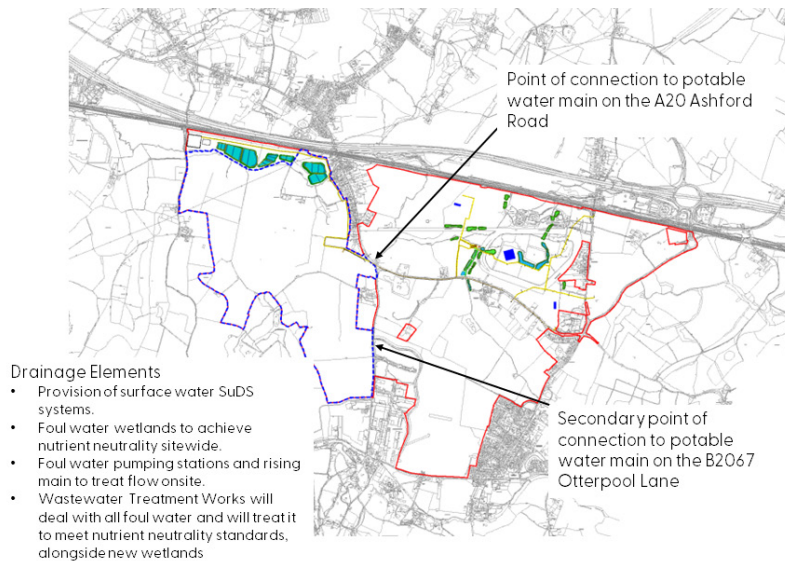 Point of connection to potable
water main on the A20 Ashford
Road
Drainage Elements
• Provision of surface water SuDS
systems.
• Foul water wetlands to achieve
nutrient neutrality sitewide.
• Foul water pumping stations and rising
main to treat flow onsite.
• Wastewater Treatment Works will
deal with all foul water and will treat it
to meet nutrient neutrality standards,
alongside new wetlands
Secondary point of
connection to potable
water main on the B2067
Otterpool Lane